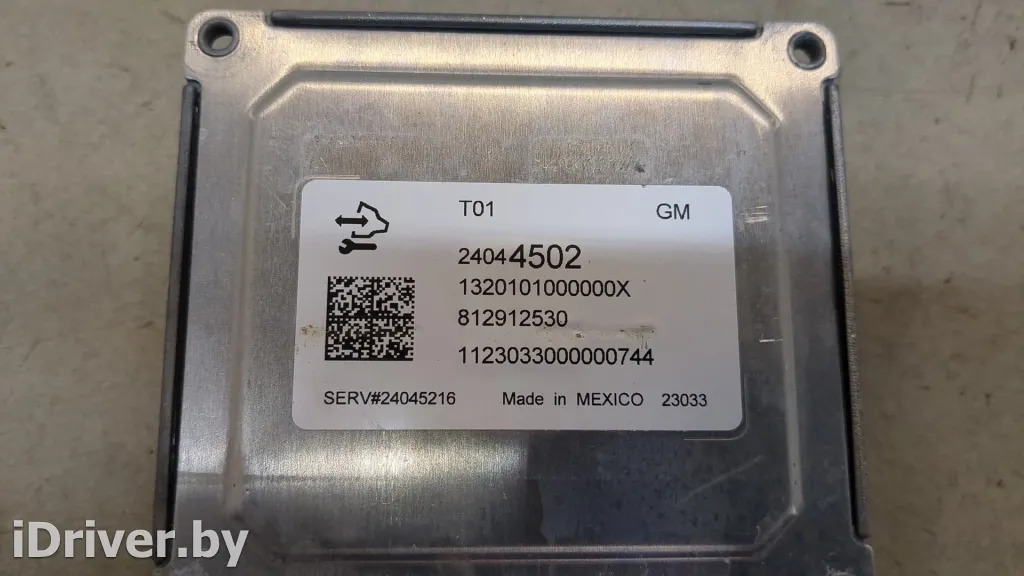 T01 GM
24044502
1320101000000X
812912530
1123033000000744
SERV#24045216 Made in MEXICO 23033
iDriver.by